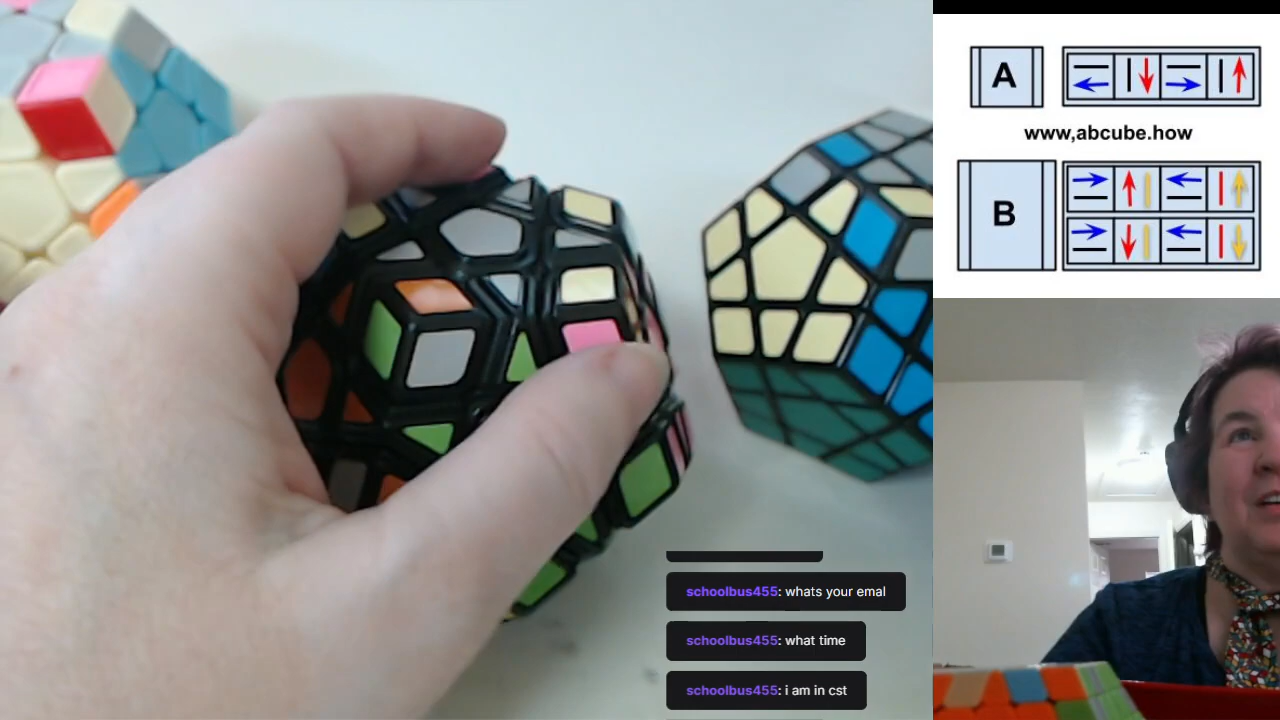 A
www,abcube.how
B
schoolbus455: whats your emal
schoolbus455: what time
schoolbus455: i am in cst